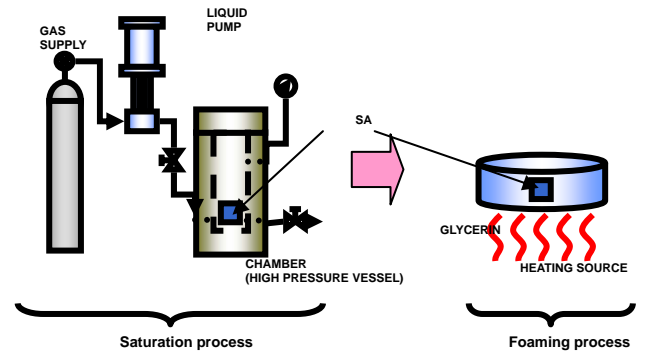 LIQUID
PUMP
GAS
SUPPLY
SA
GLYCERIN
HEATING SOURCE
CHAMBER
(HIGH PRESSURE VESSEL)
Saturation process
Foaming process